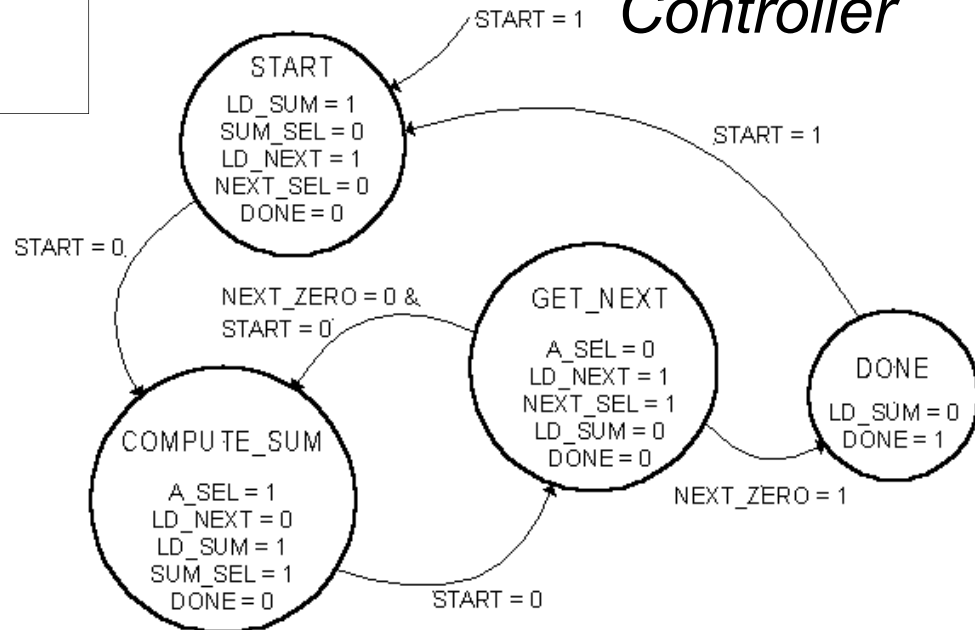 Controller
START = 1
START
LD_SUM = 1
SUM_SEL = 0
LD_NEXT = 1
NEXT_SEL = 0
DONE = 0
START = 1
START = 0
NEXT_ZERO = 0 &
START = 0
GET_NEXT
A_SEL = 0
LD_NEXT = 1
NEXT_SEL = 1
LD_SUM = 0
DONE = 0
DONE
LD_SUM = 0
DONE = 1
COMPUTE_SUM
A_SEL = 1
LD_NEXT = 0
LD_SUM = 1
SUM_SEL = 1
DONE = 0
NEXT_ZERO = 1
START = 0